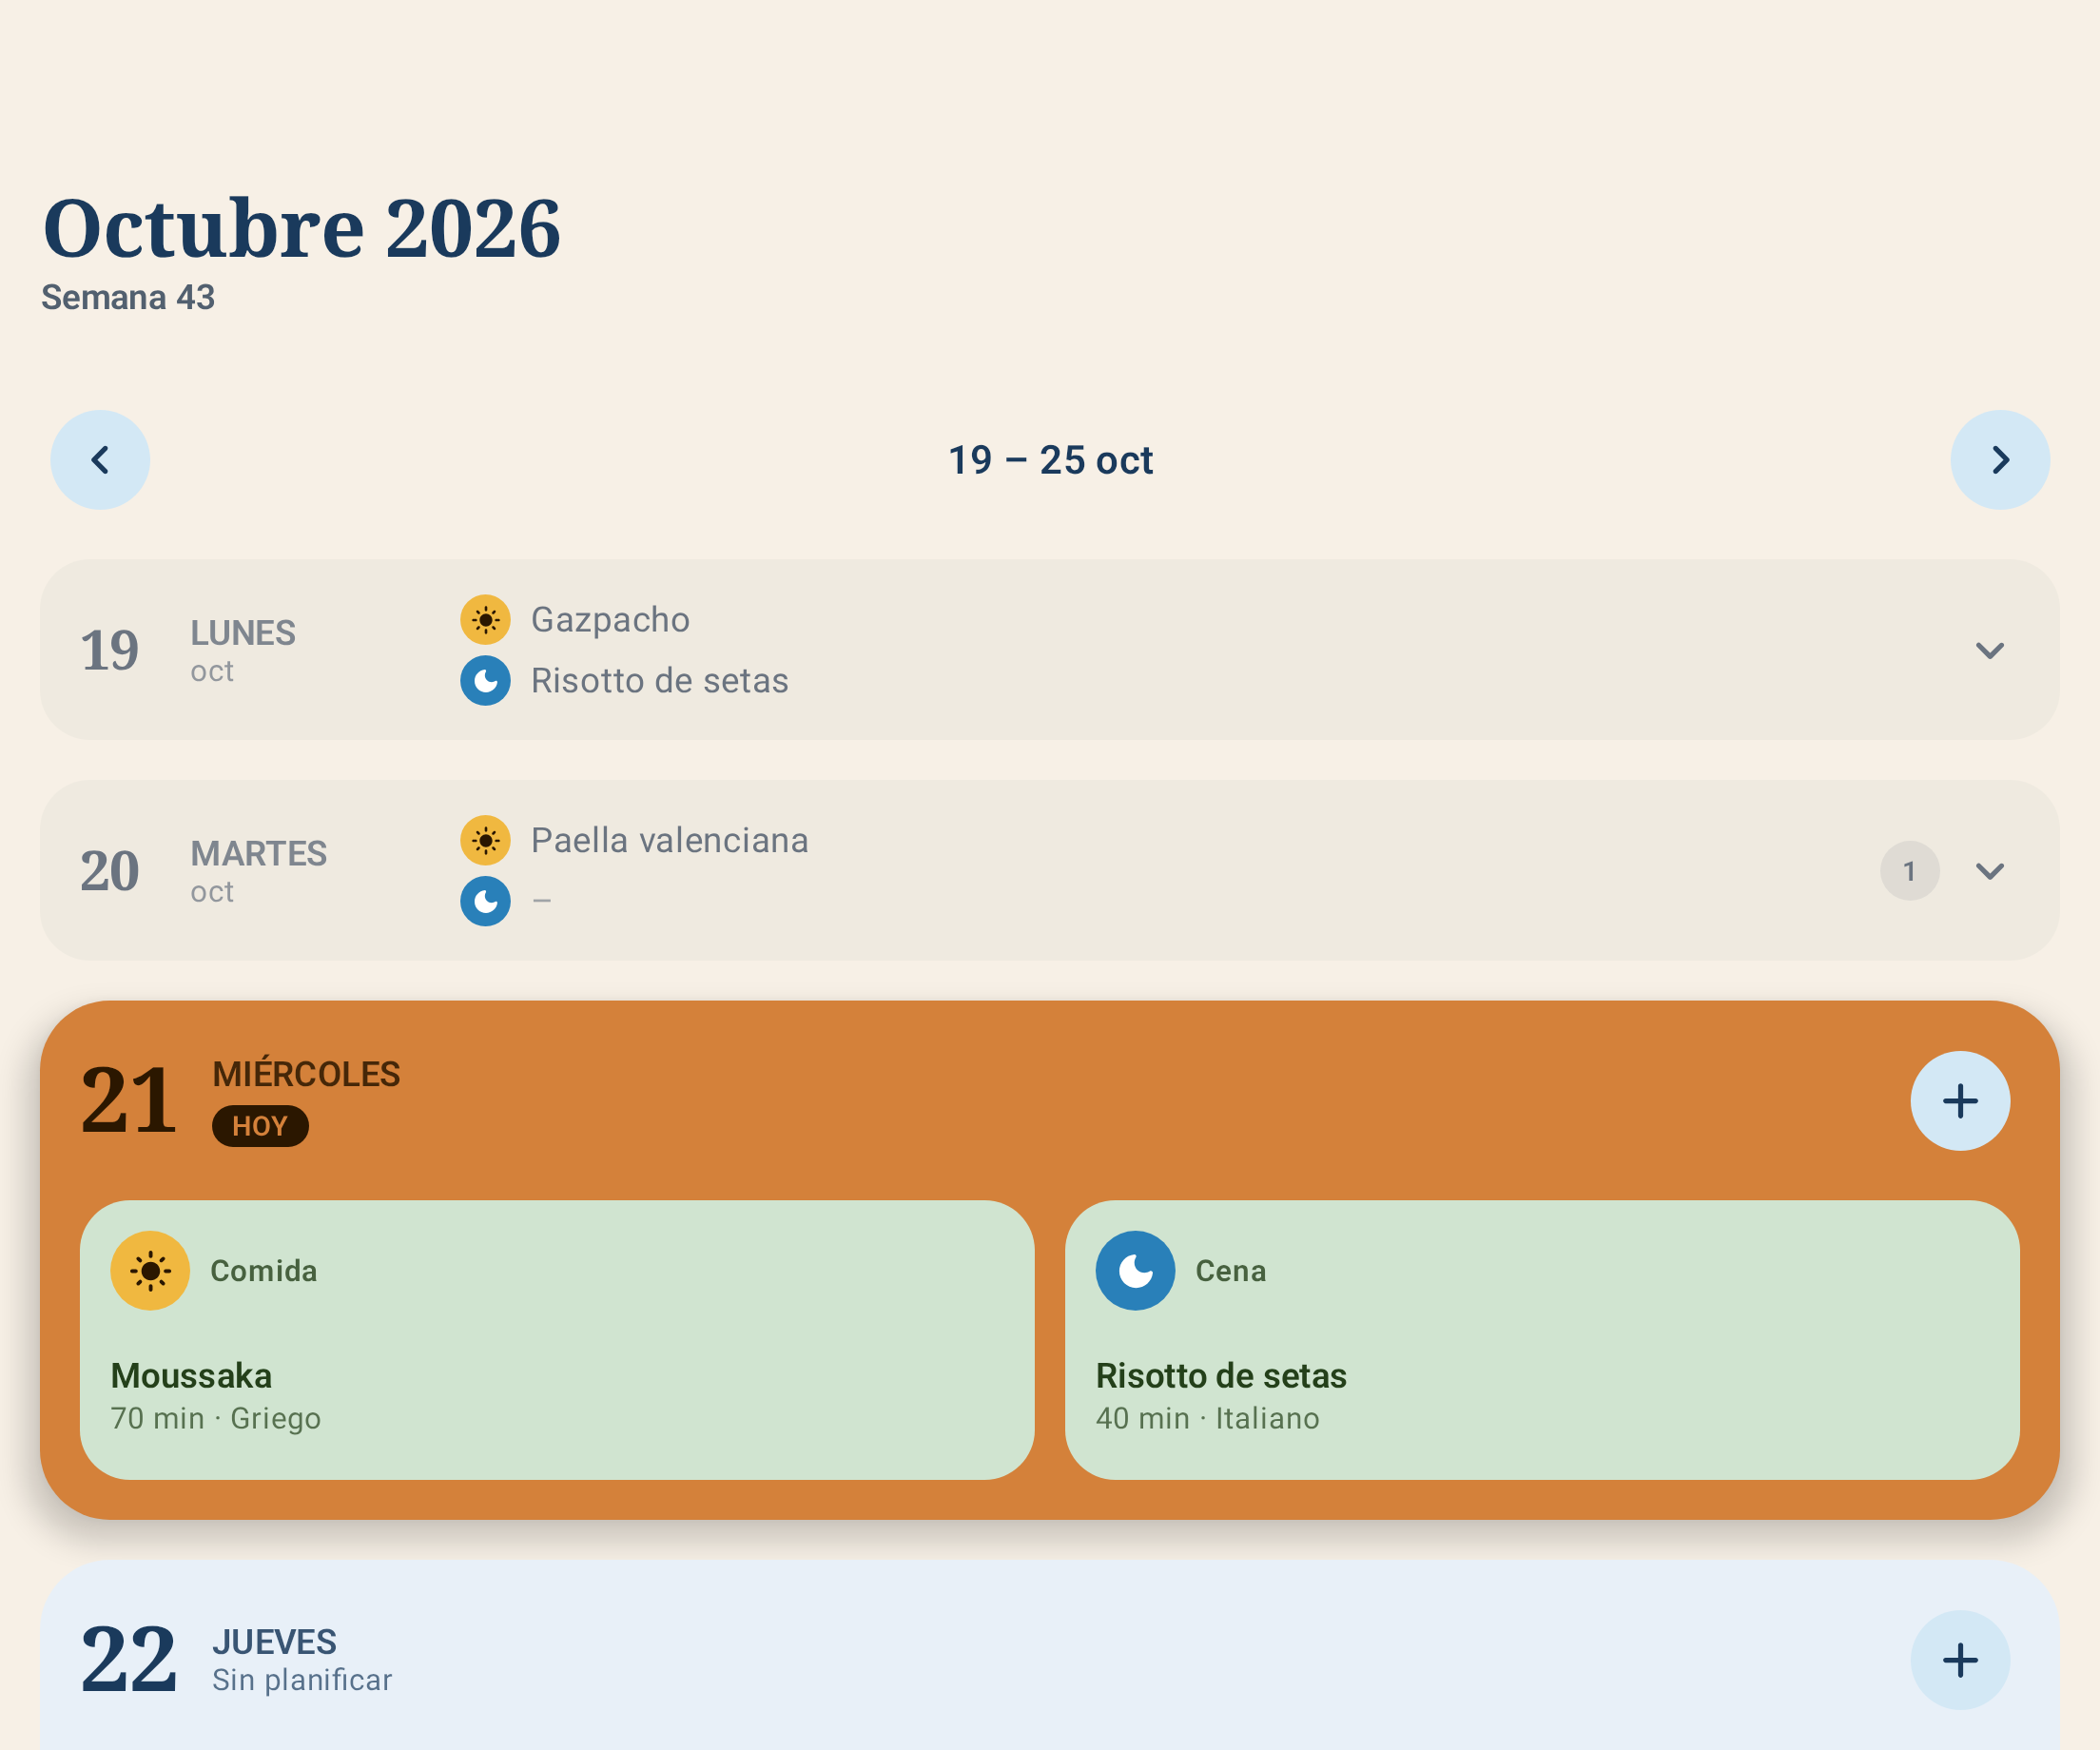 Octubre 2026
Semana 43
19 – 25 oct
19
LUNES
oct
Gazpacho
Risotto de setas
20
MARTES
oct
Paella valenciana
–
1
21
MIÉRCOLES
HOY
Comida
Moussaka
70 min · Griego
Cena
Risotto de setas
40 min · Italiano
22
JUEVES
Sin planificar